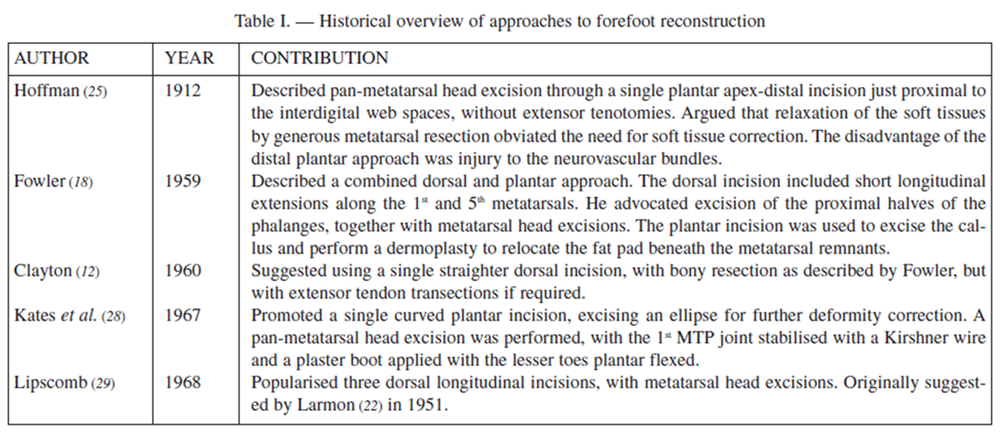 Table I. — Historical overview of approaches to forefoot reconstruction
AUTHOR YEAR CONTRIBUTION
Hoffman (25) 1912 Described pan-metatarsal head excision through a single plantar apex-distal incision just proximal to
the interdigital web spaces, without extensor tenotomies. Argued that relaxation of the soft tissues
by generous metatarsal resection obviated the need for soft tissue correction. The disadvantage of the
distal plantar approach was injury to the neurovascular bundles.
Fowler (18) 1959 Described a combined dorsal and plantar approach. The dorsal incision included short longitudinal
extensions along the 1st and 5th metatarsals. He advocated excision of the proximal halves of the
phalanges, together with metatarsal head excisions. The plantar incision was used to excise the cal-
lus and perform a dermoplasty to relocate the fat pad beneath the metatarsal remnants.
Clayton (12) 1960 Suggested using a single straighter dorsal incision, with bony resection as described by Fowler, but
with extensor tendon transections if required.
Kates et al. (28) 1967 Promoted a single curved plantar incision, excising an ellipse for further deformity correction. A
pan-metatarsal head excision was performed, with the 1st MTP joint stabilised with a Kirshner wire
and a plaster boot applied with the lesser toes plantar flexed.
Lipscomb (29) 1968 Popularised three dorsal longitudinal incisions, with metatarsal head excisions. Originally suggest-
ed by Larmon (22) in 1951.